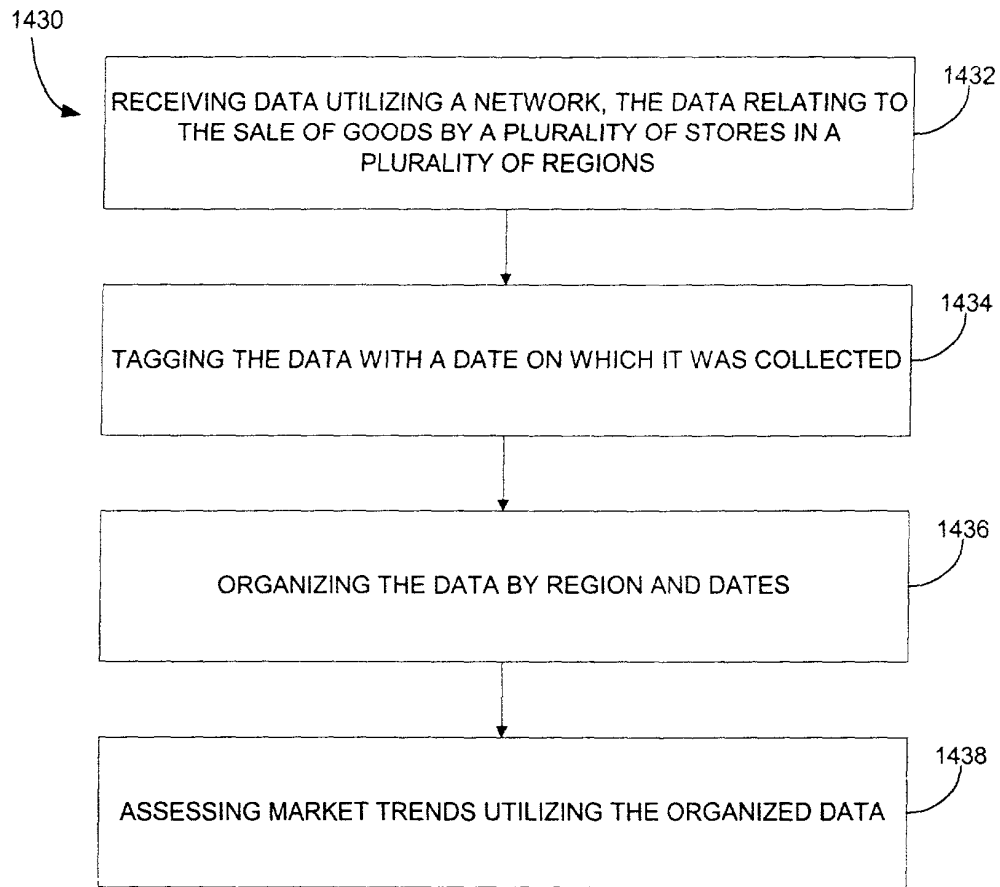 1430
1432
RECEIVING DATA UTILIZING A NETWORK, THE DATA RELATING TO
THE SALE OF GOODS BY A PLURALITY OF STORES IN A
PLURALITY OF REGIONS
1434
TAGGING THE DATA WITH A DATE ON WHICH IT WAS COLLECTED
1436
ORGANIZING THE DATA BY REGION AND DATES
1438
ASSESSING MARKET TRENDS UTILIZING THE ORGANIZED DATA